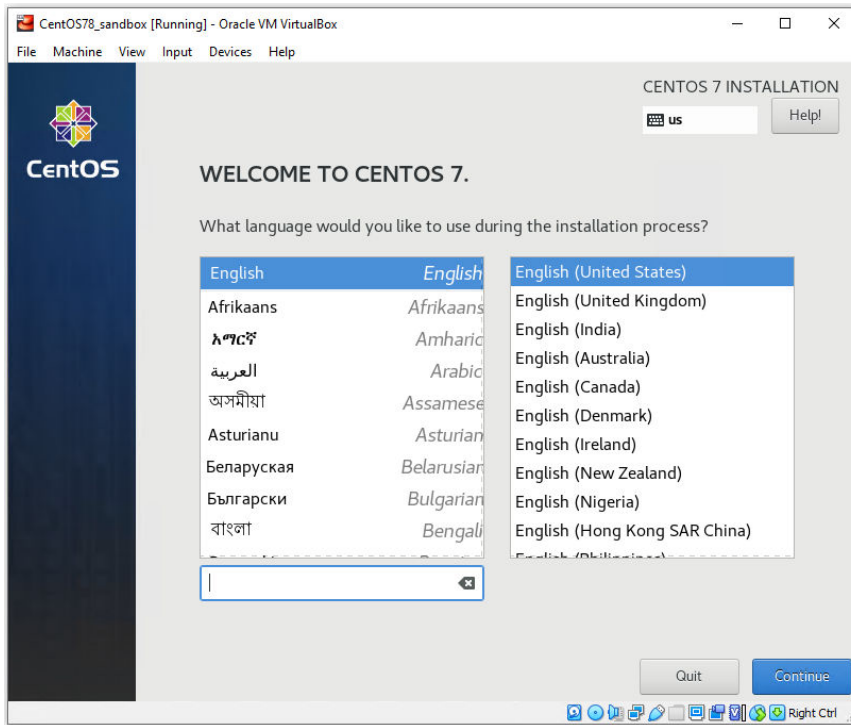 CentOS78_sandbox [Running] - Oracle VM VirtualBox
File Machine View Input Devices Help
CentOS
CENTOS 7 INSTALLATION
us
Help!
WELCOME TO CENTOS 7.
What language would you like to use during the installation process?
English English
Afrikaans Afrikaans
አማርኛ Amharic
العربية Arabic
অসমীয়া Assamese
Asturianu Asturian
Беларуская Belarusian
Български Bulgarian
বাংলা Bengali
English (United States)
English (United Kingdom)
English (India)
English (Australia)
English (Canada)
English (Denmark)
English (Ireland)
English (New Zealand)
English (Nigeria)
English (Hong Kong SAR China)
English (Philippines)
Quit Continue
Right Ctrl